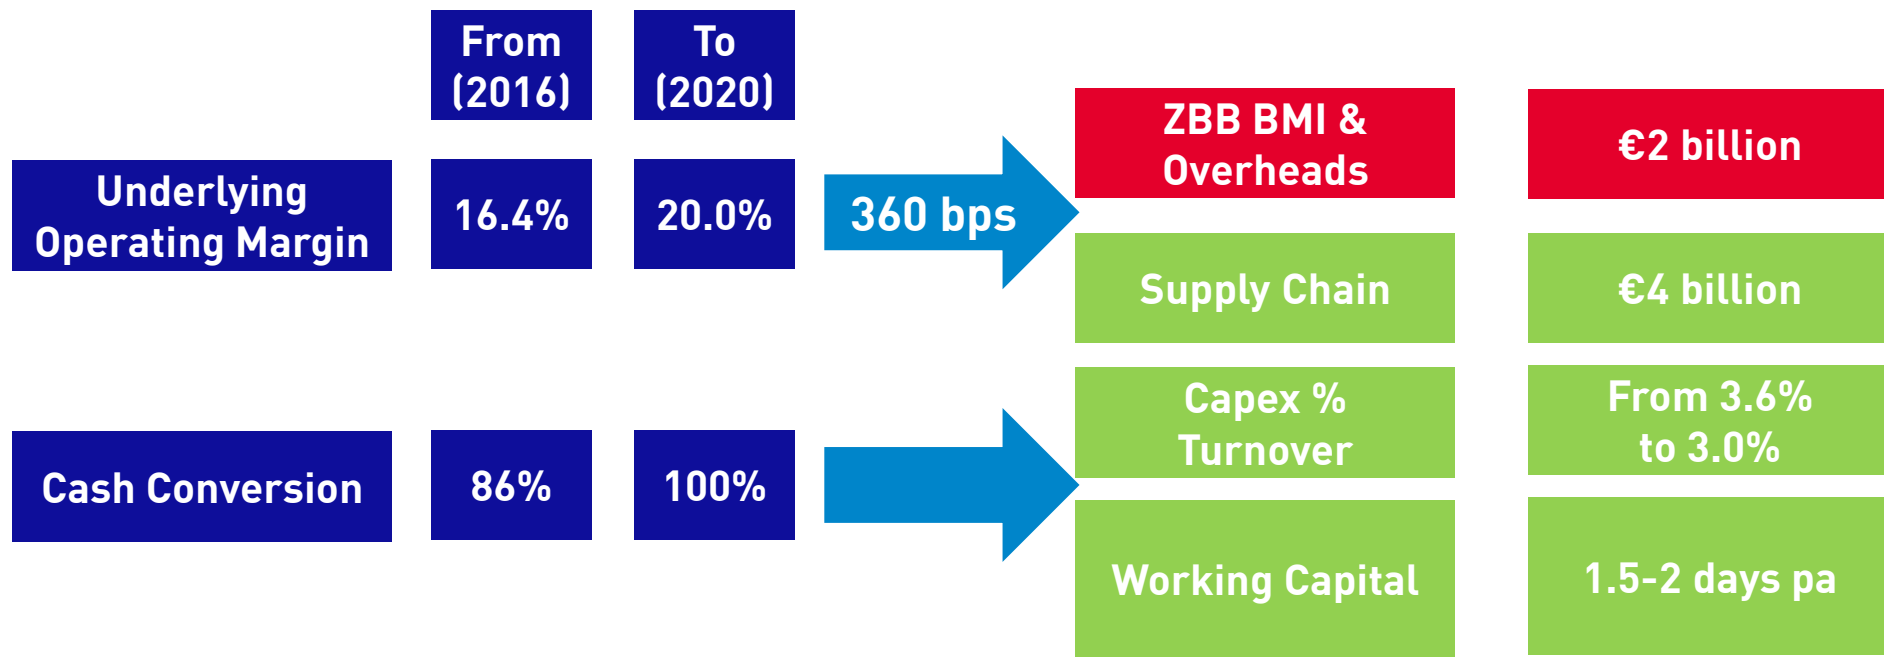 From
(2016)
To
(2020)
Underlying
Operating Margin
16.4%
20.0%
360 bps
ZBB BMI &
Overheads
€2 billion
Supply Chain
€4 billion
Cash Conversion
86%
100%
Capex %
Turnover
From 3.6%
to 3.0%
Working Capital
1.5-2 days pa